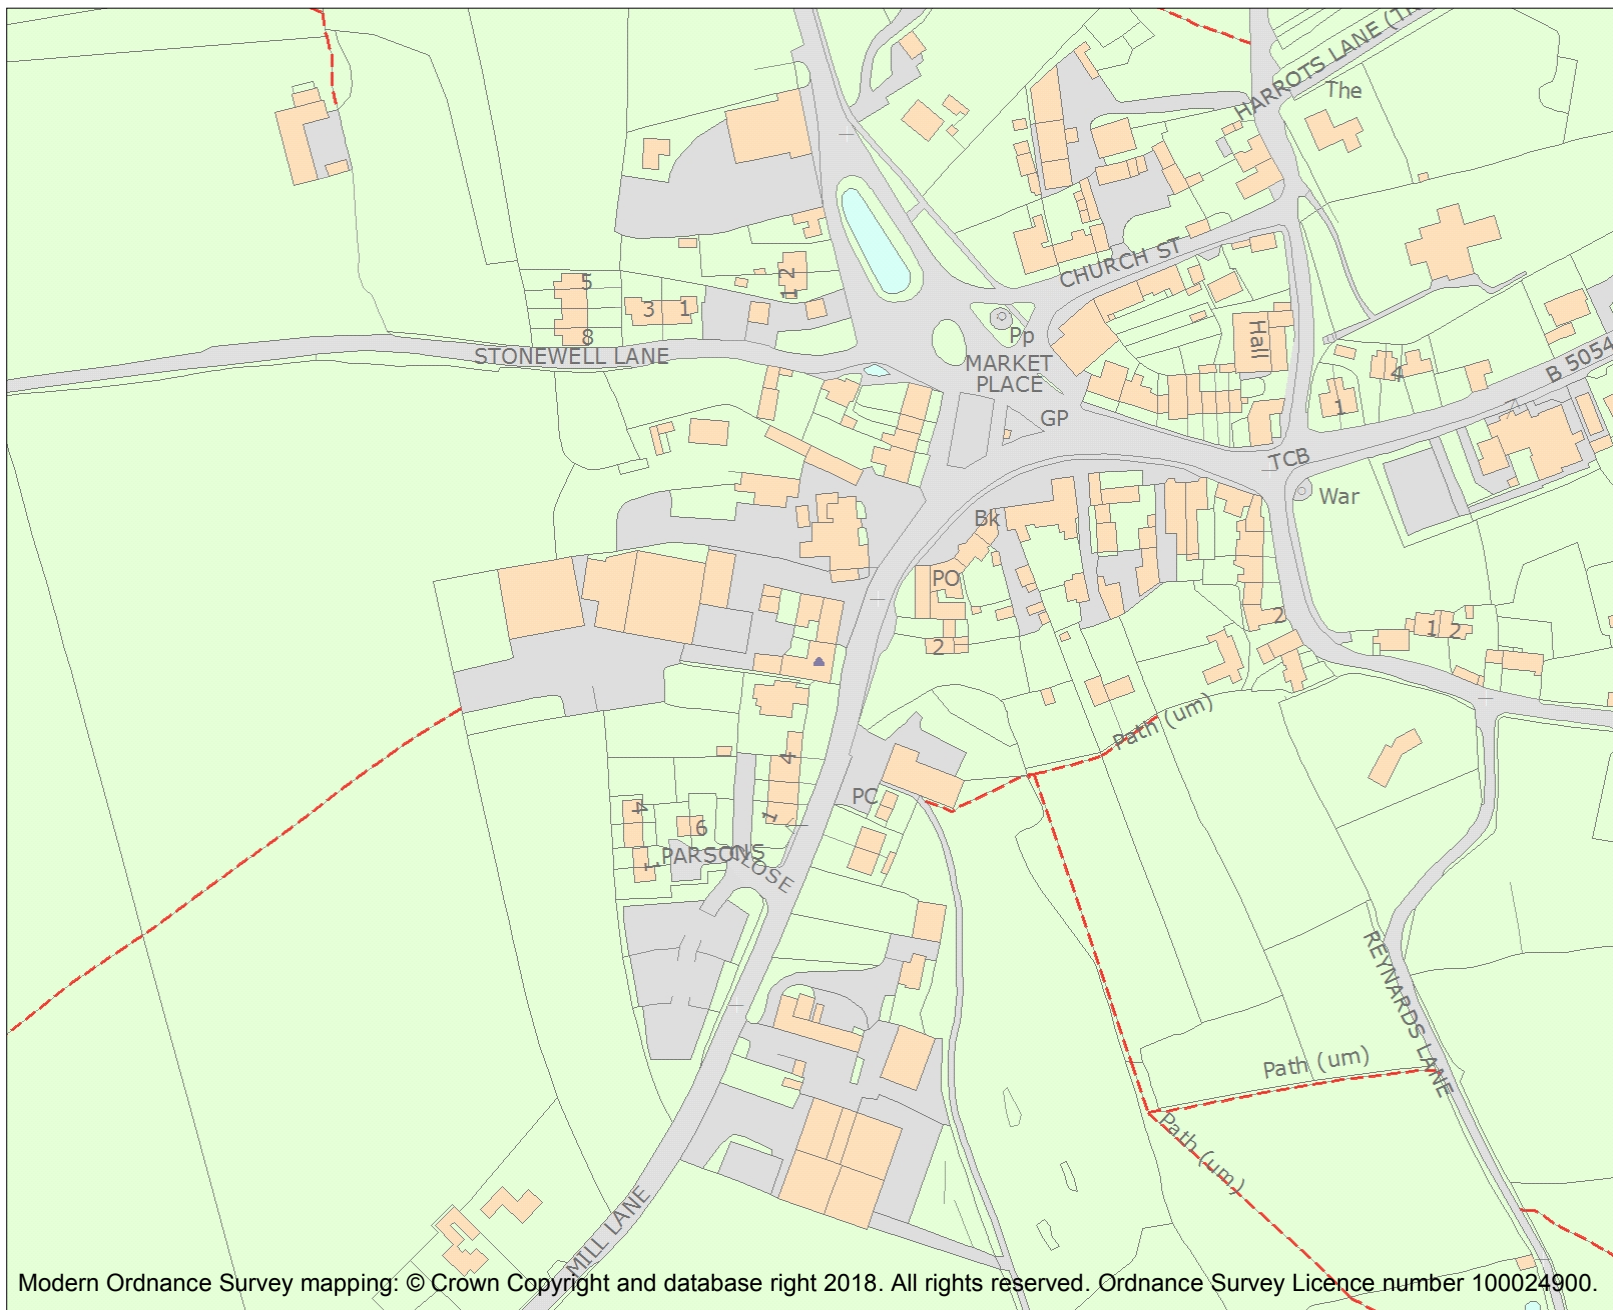 HARROTS LANE
The
CHURCH ST
5
3
1
8
1 2
STONEWELL LANE
Pp
MARKET
PLACE
Hall
B 5054
4
1
GP
TCB
War
Bk
PO
2
2
1
2
Path (um)
4
1
PC
4
6
1
PARSONS
CLOSE
REYNARDS LANE
Path (um)
Path (um)
MILL LANE
Modern Ordnance Survey mapping: © Crown Copyright and database right 2018. All rights reserved. Ordnance Survey Licence number 100024900.